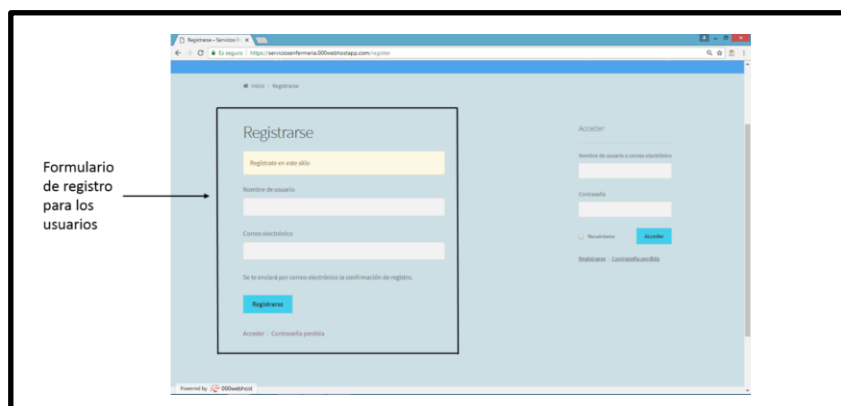 Registrarse – Servicios
Es seguro | https://serviciosenfermeria.000webhostapp.com/register
Inicio › Registrarse
Formulario
de registro
para los
usuarios
Registrarse
Regístrate en este sitio
Nombre de usuario
Correo electrónico
Se te enviará por correo electrónico la confirmación de registro.
Registrarse
Acceder | Contraseña perdida
Acceder
Nombre de usuario o correo electrónico
Contraseña
Recuérdame
Acceder
Registrarse | Contraseña perdida
Powered by 000webhost